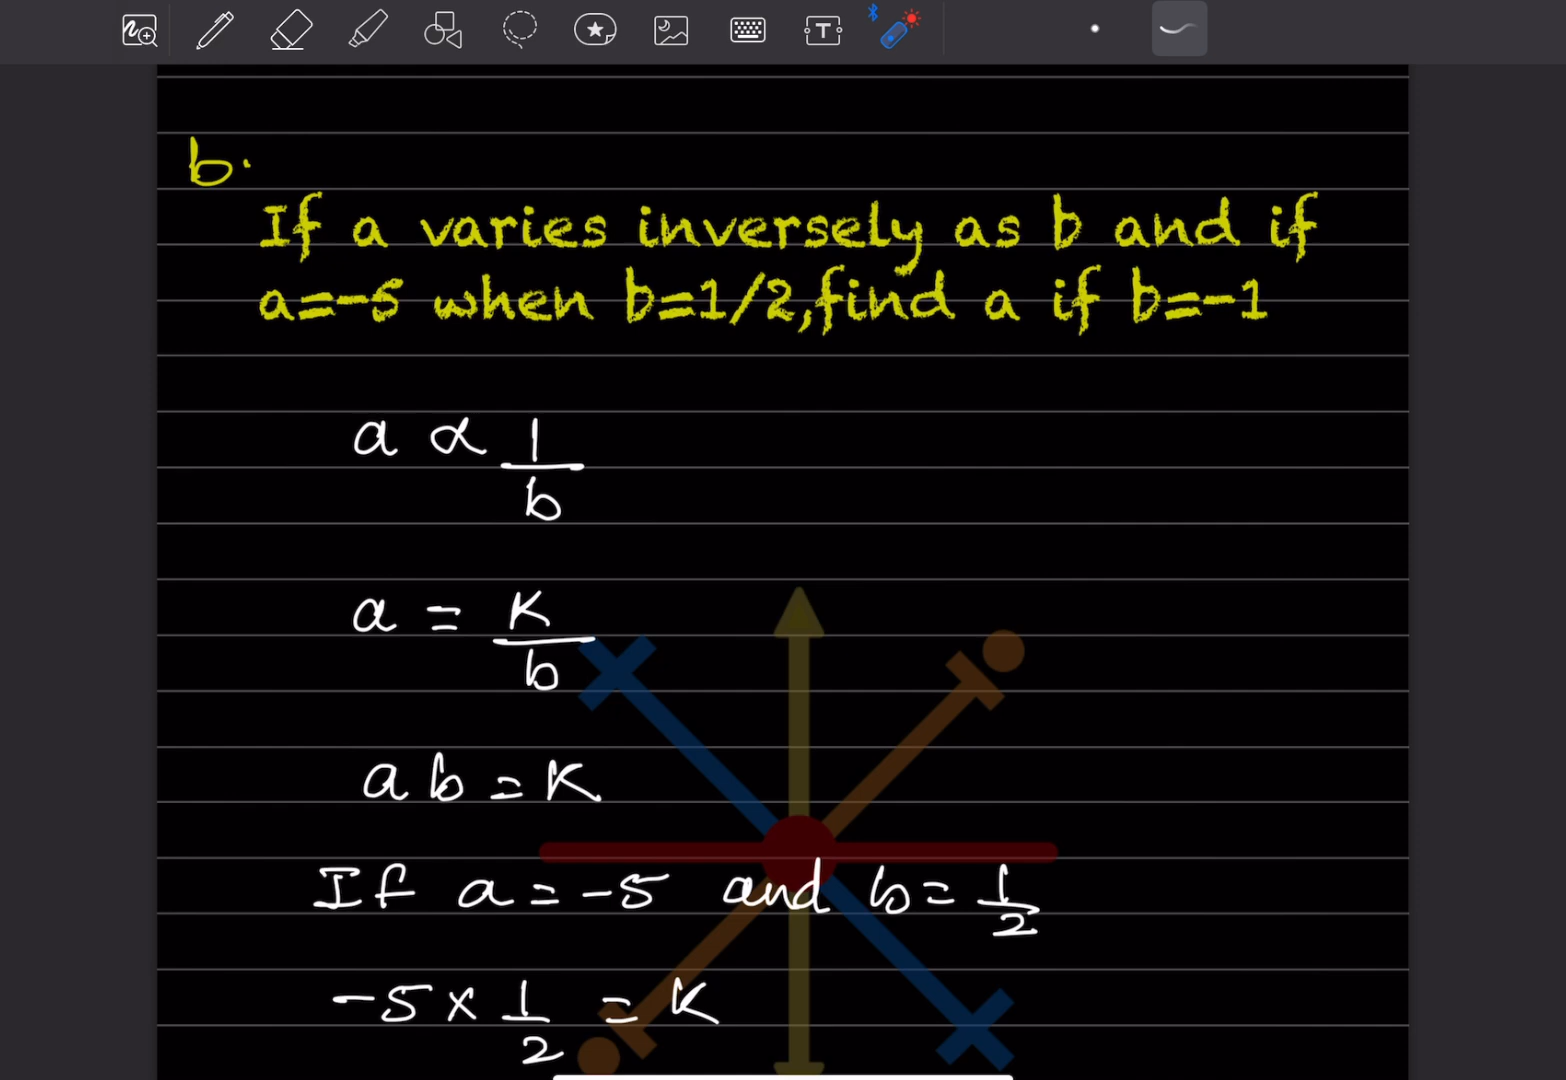 b.
If a varies inversely as b and if
a=-5 when b=1/2,find a if b=-1
a ∝ 1/b
a = K/b
ab = K
If a = -5 and b = 1/2
-5 × 1/2 = K